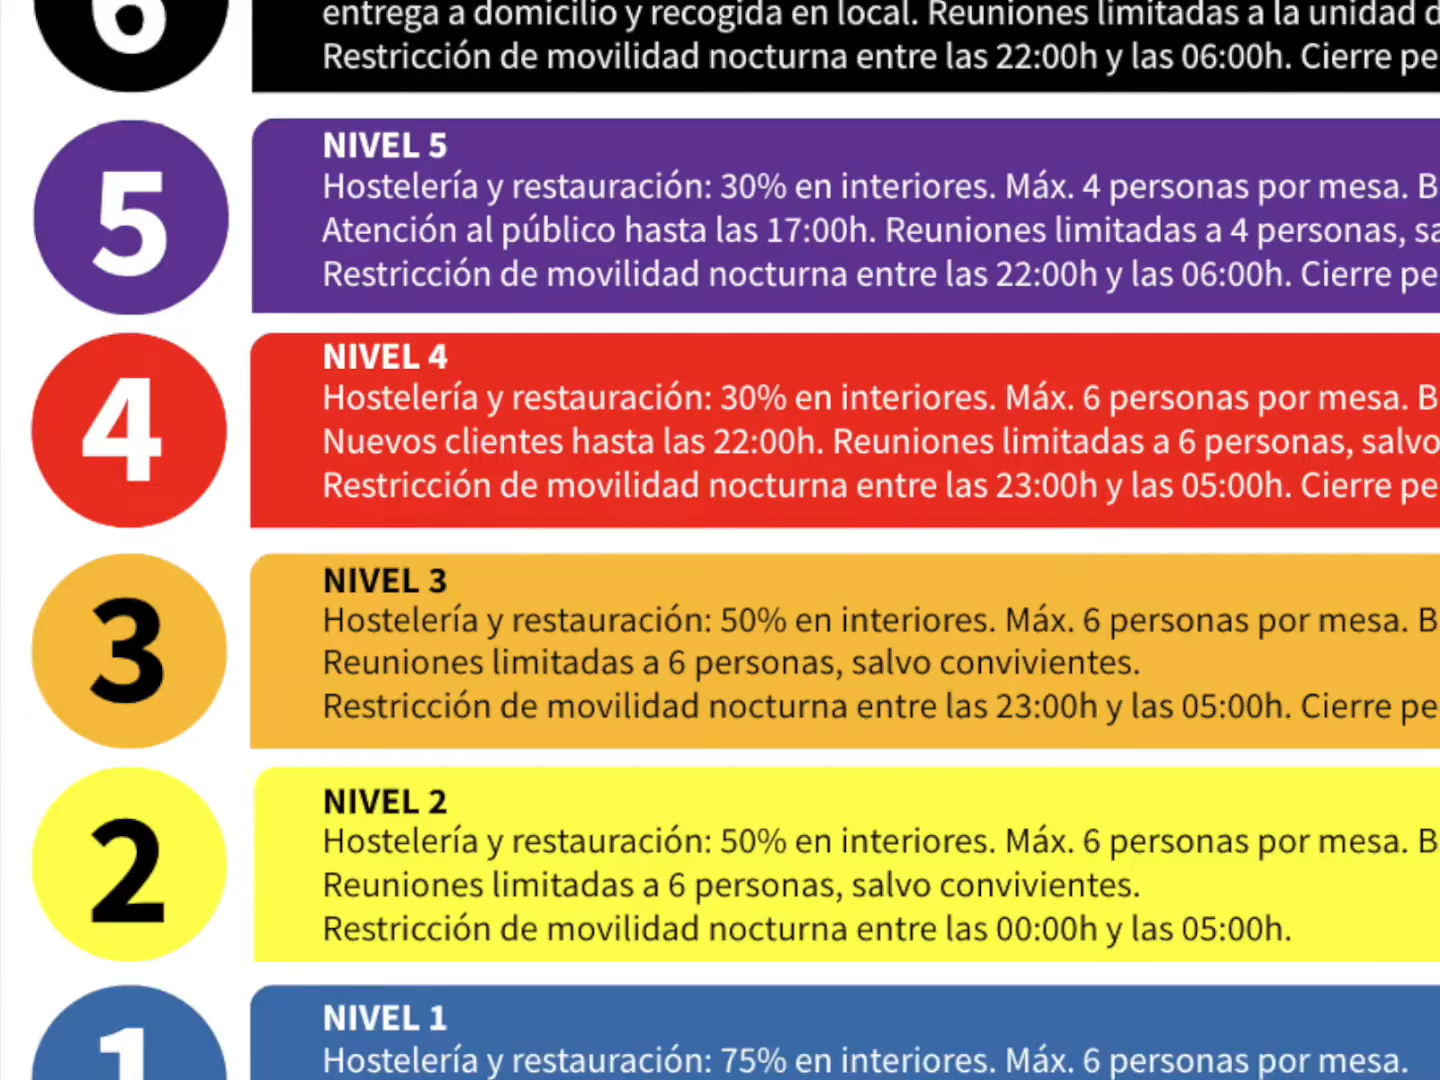 6
entrega a domicilio y recogida en local. Reuniones limitadas a la unidad
Restricción de movilidad nocturna entre las 22:00h y las 06:00h. Cierre
5
NIVEL 5
Hostelería y restauración: 30% en interiores. Máx. 4 personas por mesa.
Atención al público hasta las 17:00h. Reuniones limitadas a 4 personas,
Restricción de movilidad nocturna entre las 22:00h y las 06:00h. Cierre
4
NIVEL 4
Hostelería y restauración: 30% en interiores. Máx. 6 personas por mesa.
Nuevos clientes hasta las 22:00h. Reuniones limitadas a 6 personas, salvo
Restricción de movilidad nocturna entre las 23:00h y las 05:00h. Cierre
3
NIVEL 3
Hostelería y restauración: 50% en interiores. Máx. 6 personas por mesa.
Reuniones limitadas a 6 personas, salvo convivientes.
Restricción de movilidad nocturna entre las 23:00h y las 05:00h. Cierre
2
NIVEL 2
Hostelería y restauración: 50% en interiores. Máx. 6 personas por mesa.
Reuniones limitadas a 6 personas, salvo convivientes.
Restricción de movilidad nocturna entre las 00:00h y las 05:00h.
1
NIVEL 1
Hostelería y restauración: 75% en interiores. Máx. 6 personas por mesa.